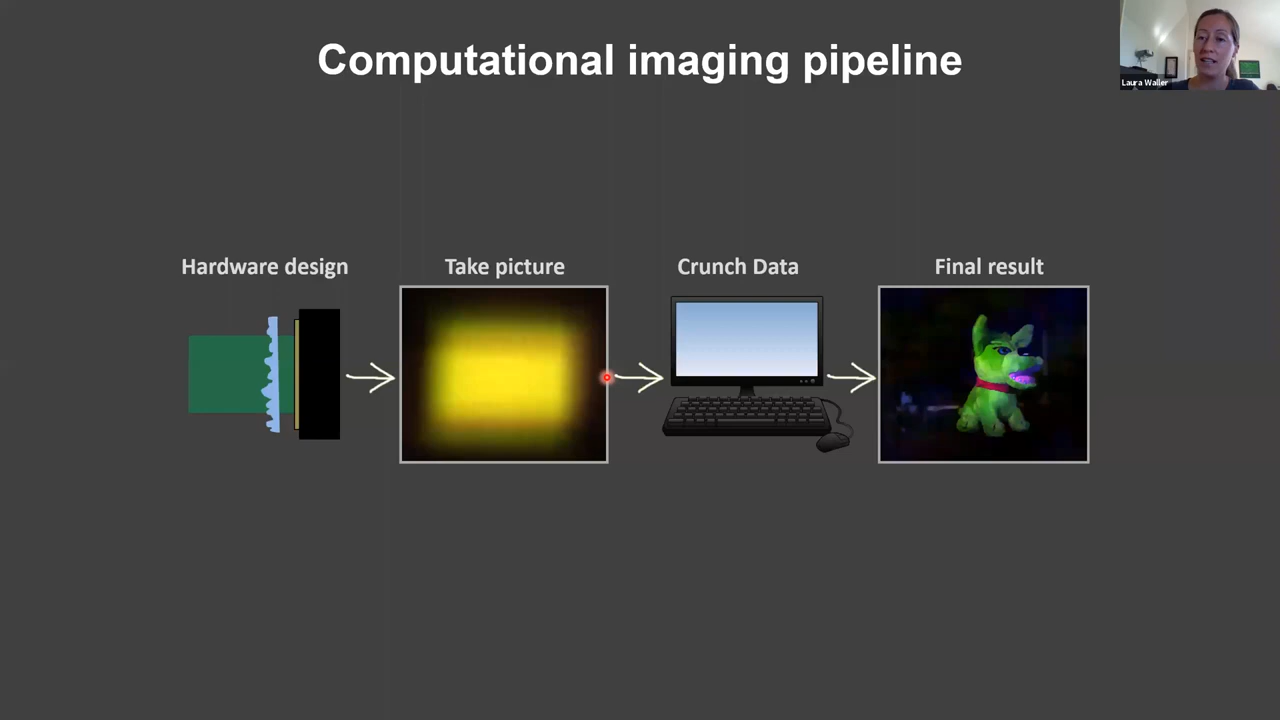 Computational imaging pipeline
Laura Waller
Hardware design
Take picture
Crunch Data
Final result